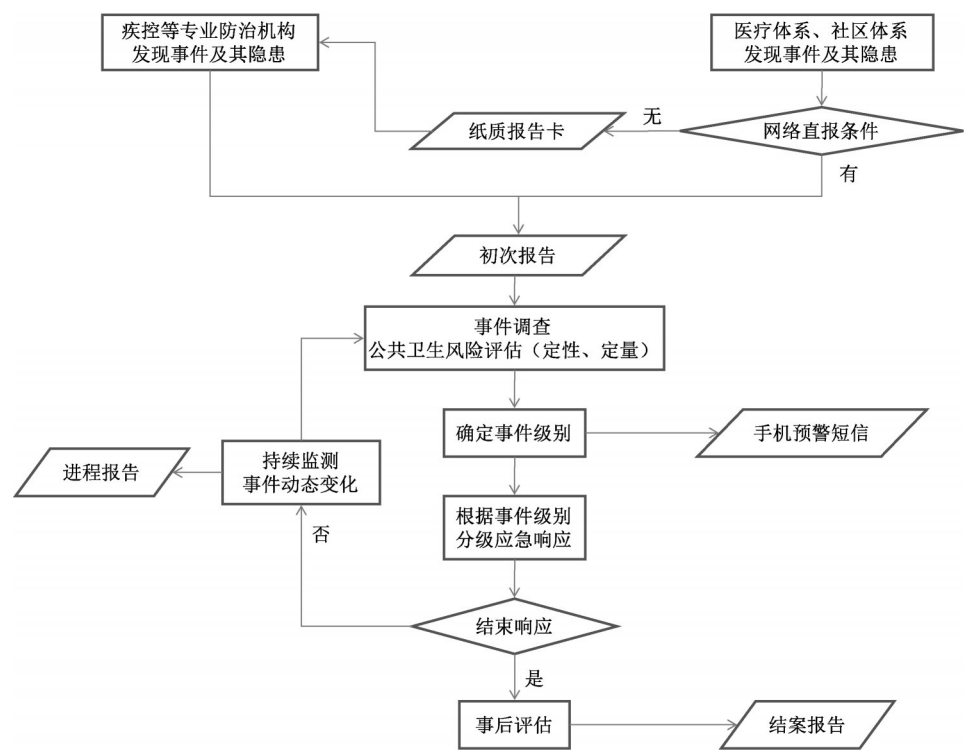 疾控等专业防治机构
发现事件及其隐患
医疗体系、社区体系
发现事件及其隐患
无
纸质报告卡
网络直报条件
有
初次报告
事件调查
公共卫生风险评估（定性、定量）
确定事件级别
手机预警短信
进程报告
持续监测
事件动态变化
根据事件级别
分级应急响应
否
结束响应
是
事后评估
结案报告